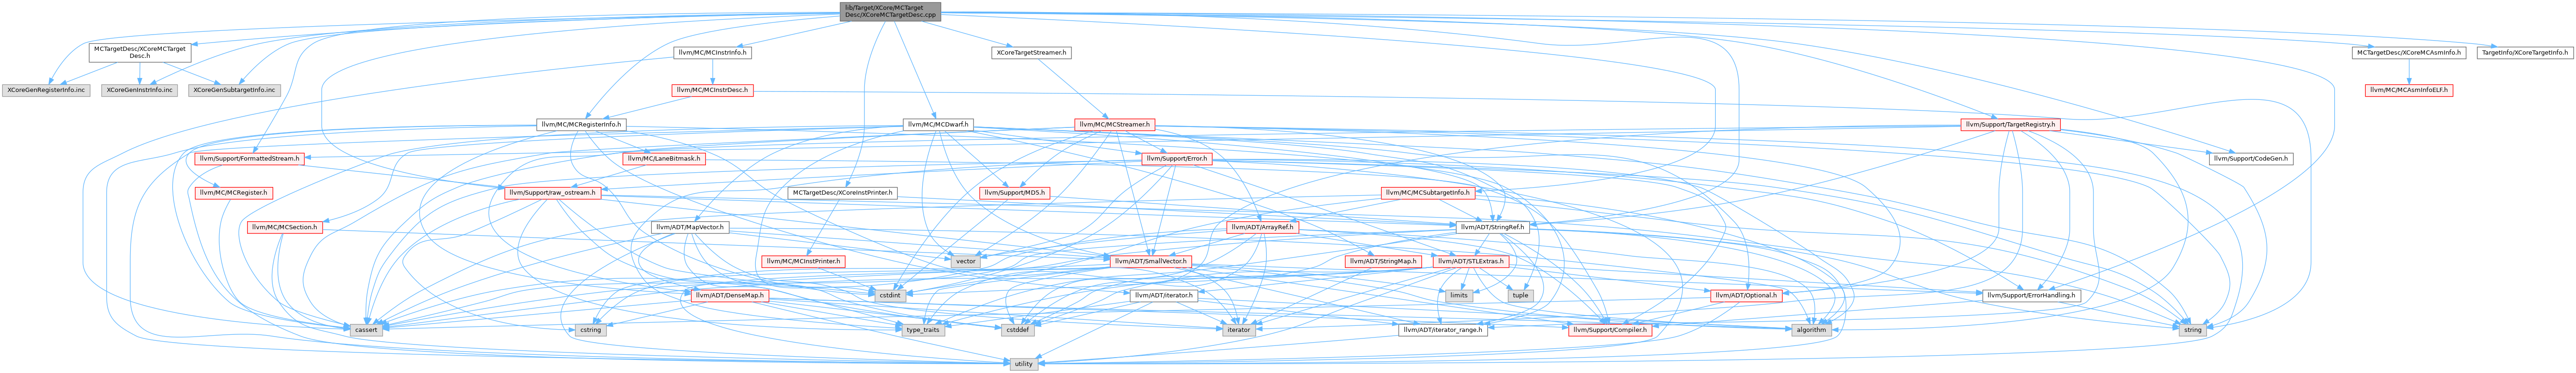 lib/Target/XCore/MCTarget
Desc/XCoreMCTargetDesc.cpp
MCTargetDesc/XCoreMCTarget
Desc.h
llvm/MC/MCInstrInfo.h
XCoreTargetStreamer.h
MCTargetDesc/XCoreMCAsmInfo.h
TargetInfo/XCoreTargetInfo.h
XCoreGenRegisterInfo.inc
XCoreGenInstrInfo.inc
XCoreGenSubtargetInfo.inc
llvm/MC/MCInstrDesc.h
llvm/MC/MCAsmInfoELF.h
llvm/MC/MCRegisterInfo.h
llvm/MC/MCDwarf.h
llvm/MC/MCStreamer.h
llvm/Support/TargetRegistry.h
llvm/Support/FormattedStream.h
llvm/MC/LaneBitmask.h
llvm/Support/Error.h
llvm/Support/CodeGen.h
llvm/MC/MCRegister.h
llvm/Support/raw_ostream.h
MCTargetDesc/XCoreInstPrinter.h
llvm/Support/MD5.h
llvm/MC/MCSubtargetInfo.h
llvm/MC/MCSection.h
llvm/ADT/MapVector.h
llvm/ADT/ArrayRef.h
llvm/ADT/StringRef.h
llvm/MC/MCInstPrinter.h
vector
llvm/ADT/SmallVector.h
llvm/ADT/StringMap.h
llvm/ADT/STLExtras.h
llvm/ADT/DenseMap.h
cstdint
llvm/ADT/iterator.h
limits
tuple
llvm/ADT/Optional.h
llvm/Support/ErrorHandling.h
cassert
cstring
type_traits
cstddef
iterator
llvm/ADT/iterator_range.h
llvm/Support/Compiler.h
algorithm
string
utility